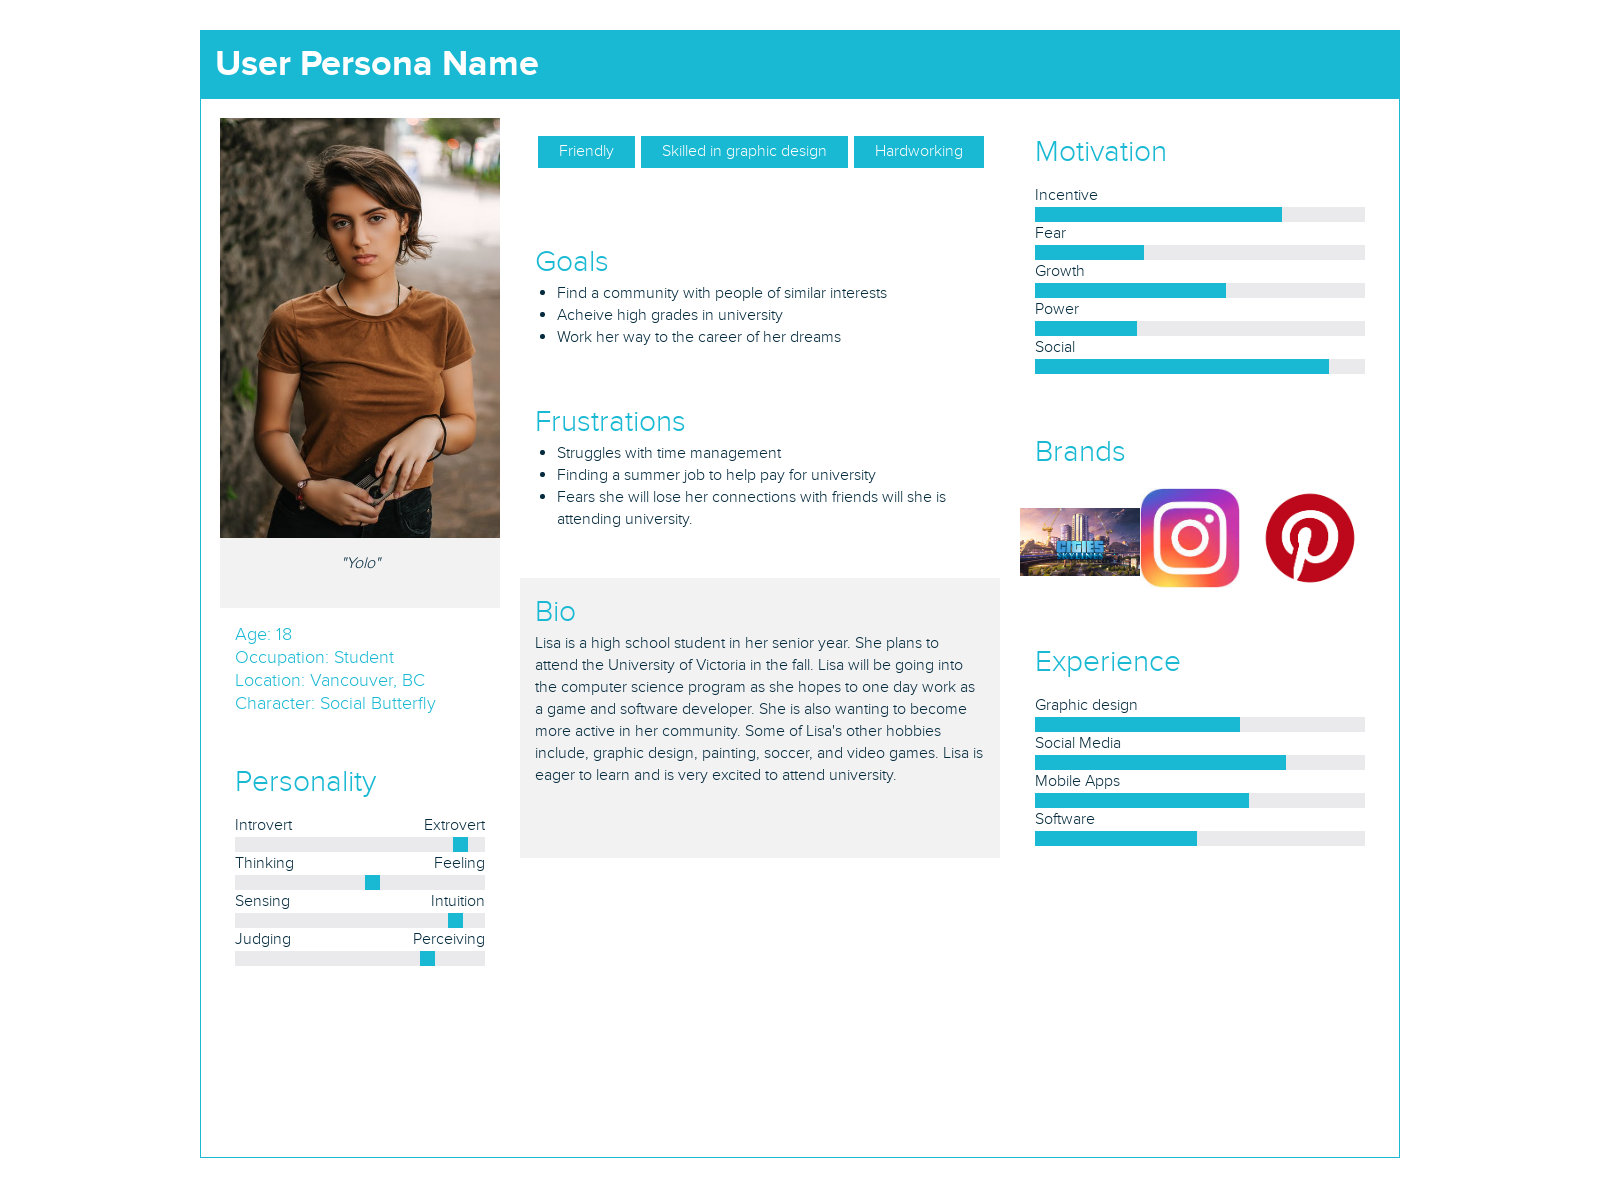 User Persona Name
"Yolo"
Age: 18
Occupation: Student
Location: Vancouver, BC
Character: Social Butterfly
Personality
Introvert Extrovert
Thinking Feeling
Sensing Intuition
Judging Perceiving
Friendly Skilled in graphic design Hardworking
Goals
Find a community with people of similar interests
Acheive high grades in university
Work her way to the career of her dreams
Frustrations
Struggles with time management
Finding a summer job to help pay for university
Fears she will lose her connections with friends will she is
attending university.
Bio
Lisa is a high school student in her senior year. She plans to
attend the University of Victoria in the fall. Lisa will be going into
the computer science program as she hopes to one day work as
a game and software developer. She is also wanting to become
more active in her community. Some of Lisa's other hobbies
include, graphic design, painting, soccer, and video games. Lisa is
eager to learn and is very excited to attend university.
Motivation
Incentive
Fear
Growth
Power
Social
Brands
CITIES
SKYLINES
Experience
Graphic design
Social Media
Mobile Apps
Software